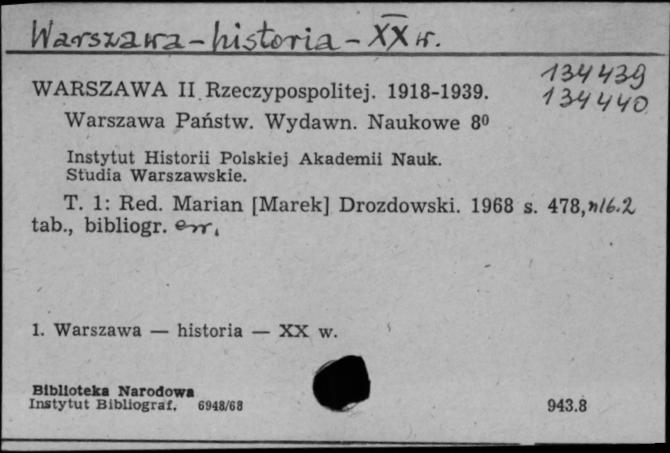 Warszawa - historia - XX w.
134439
WARSZAWA II Rzeczypospolitej. 1918-1939.
134440
Warszawa Państw. Wydawn. Naukowe 8⁰
Instytut Historii Polskiej Akademii Nauk.
Studia Warszawskie.
T. 1: Red. Marian [Marek] Drozdowski. 1968 s. 478,
tab., bibliogr. err.
1. Warszawa — historia — XX w.
Biblioteka Narodowa
Instytut Bibliograf. 6948/68
943.8